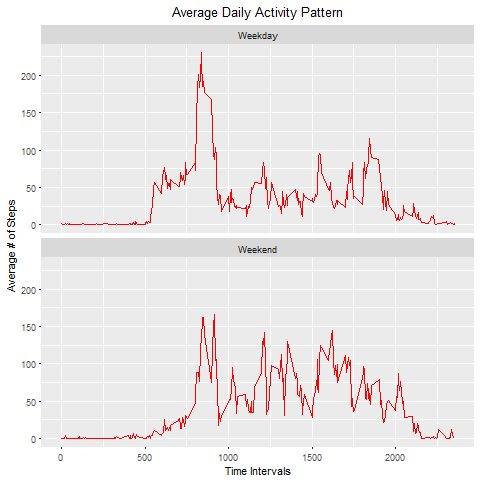 Average Daily Activity Pattern
Weekday
200
150
100
50
0
Weekend
200
150
100
50
0
0 500 1000 1500 2000
Time Intervals
Average # of Steps